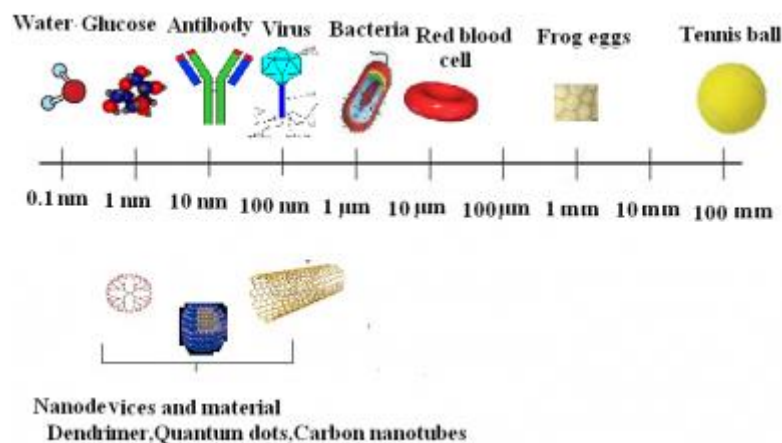 Water Glucose Antibody Virus Bacteria Red blood cell Frog eggs Tennis ball
0.1 nm 1 nm 10 nm 100 nm 1 μm 10 μm 100 μm 1 mm 10 mm 100 mm
Nanodevices and material
Dendrimer,Quantum dots,Carbon nanotubes